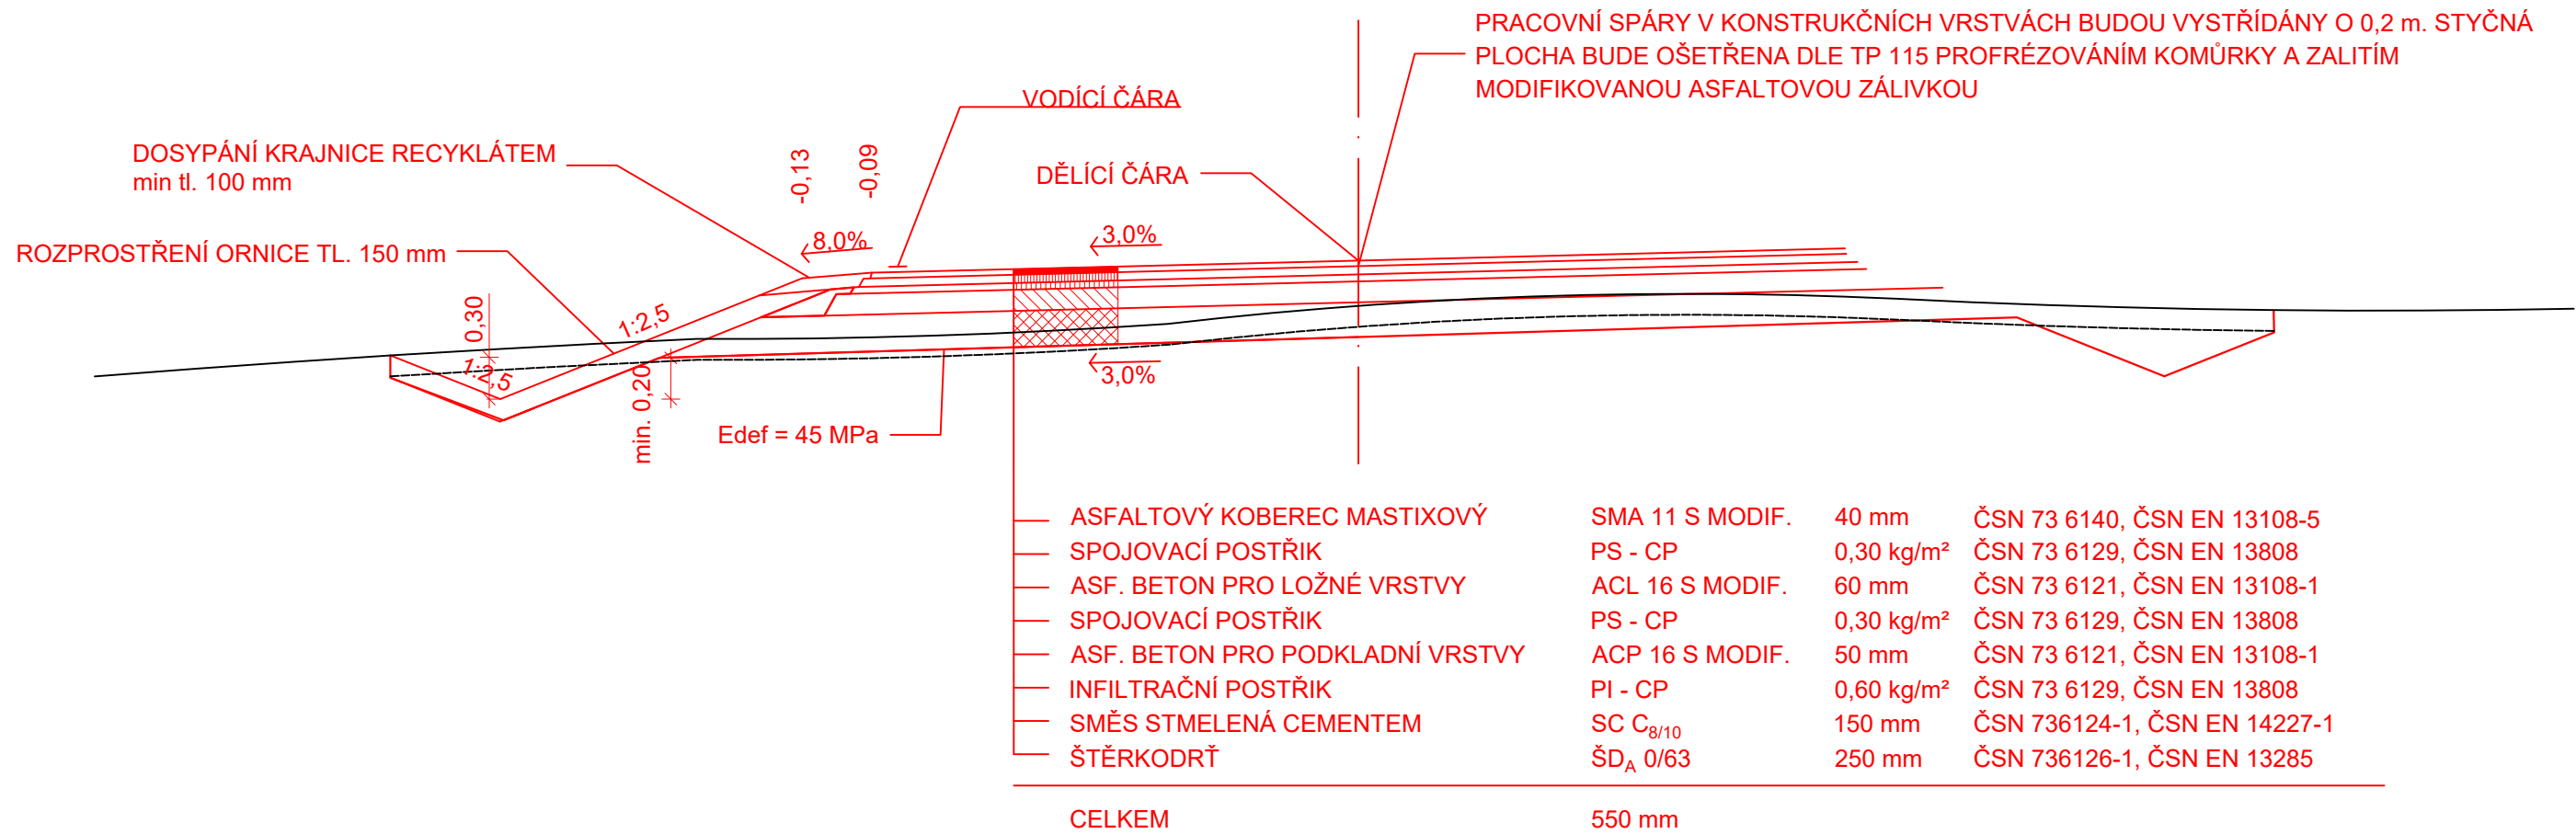 PRACOVNÍ SPÁRY V KONSTRUKČNÍCH VRSTVÁCH BUDOU VYSTŘÍDÁNY O 0,2 m. STYČNÁ
PLOCHA BUDE OŠETŘENA DLE TP 115 PROFRÉZOVÁNÍM KOMŮRKY A ZALITÍM
MODIFIKOVANOU ASFALTOVOU ZÁLIVKOU
VODÍCÍ ČÁRA
DOSYPÁNÍ KRAJNICE RECYKLÁTEM
min tl. 100 mm
-0,13
-0,09
DĚLÍCÍ ČÁRA
ROZPROSTŘENÍ ORNICE TL. 150 mm
8,0%
3,0%
0,30
1:2,5
1:2,5
min. 0,20
3,0%
Edef = 45 MPa
ASFALTOVÝ KOBEREC MASTIXOVÝ SMA 11 S MODIF. 40 mm ČSN 73 6140, ČSN EN 13108-5
SPOJOVACÍ POSTŘIK PS - CP 0,30 kg/m² ČSN 73 6129, ČSN EN 13808
ASF. BETON PRO LOŽNÉ VRSTVY ACL 16 S MODIF. 60 mm ČSN 73 6121, ČSN EN 13108-1
SPOJOVACÍ POSTŘIK PS - CP 0,30 kg/m² ČSN 73 6129, ČSN EN 13808
ASF. BETON PRO PODKLADNÍ VRSTVY ACP 16 S MODIF. 50 mm ČSN 73 6121, ČSN EN 13108-1
INFILTRAČNÍ POSTŘIK PI - CP 0,60 kg/m² ČSN 73 6129, ČSN EN 13808
SMĚS STMELENÁ CEMENTEM SC C8/10 150 mm ČSN 736124-1, ČSN EN 14227-1
ŠTĚRKODRŤ ŠDA 0/63 250 mm ČSN 736126-1, ČSN EN 13285
CELKEM 550 mm